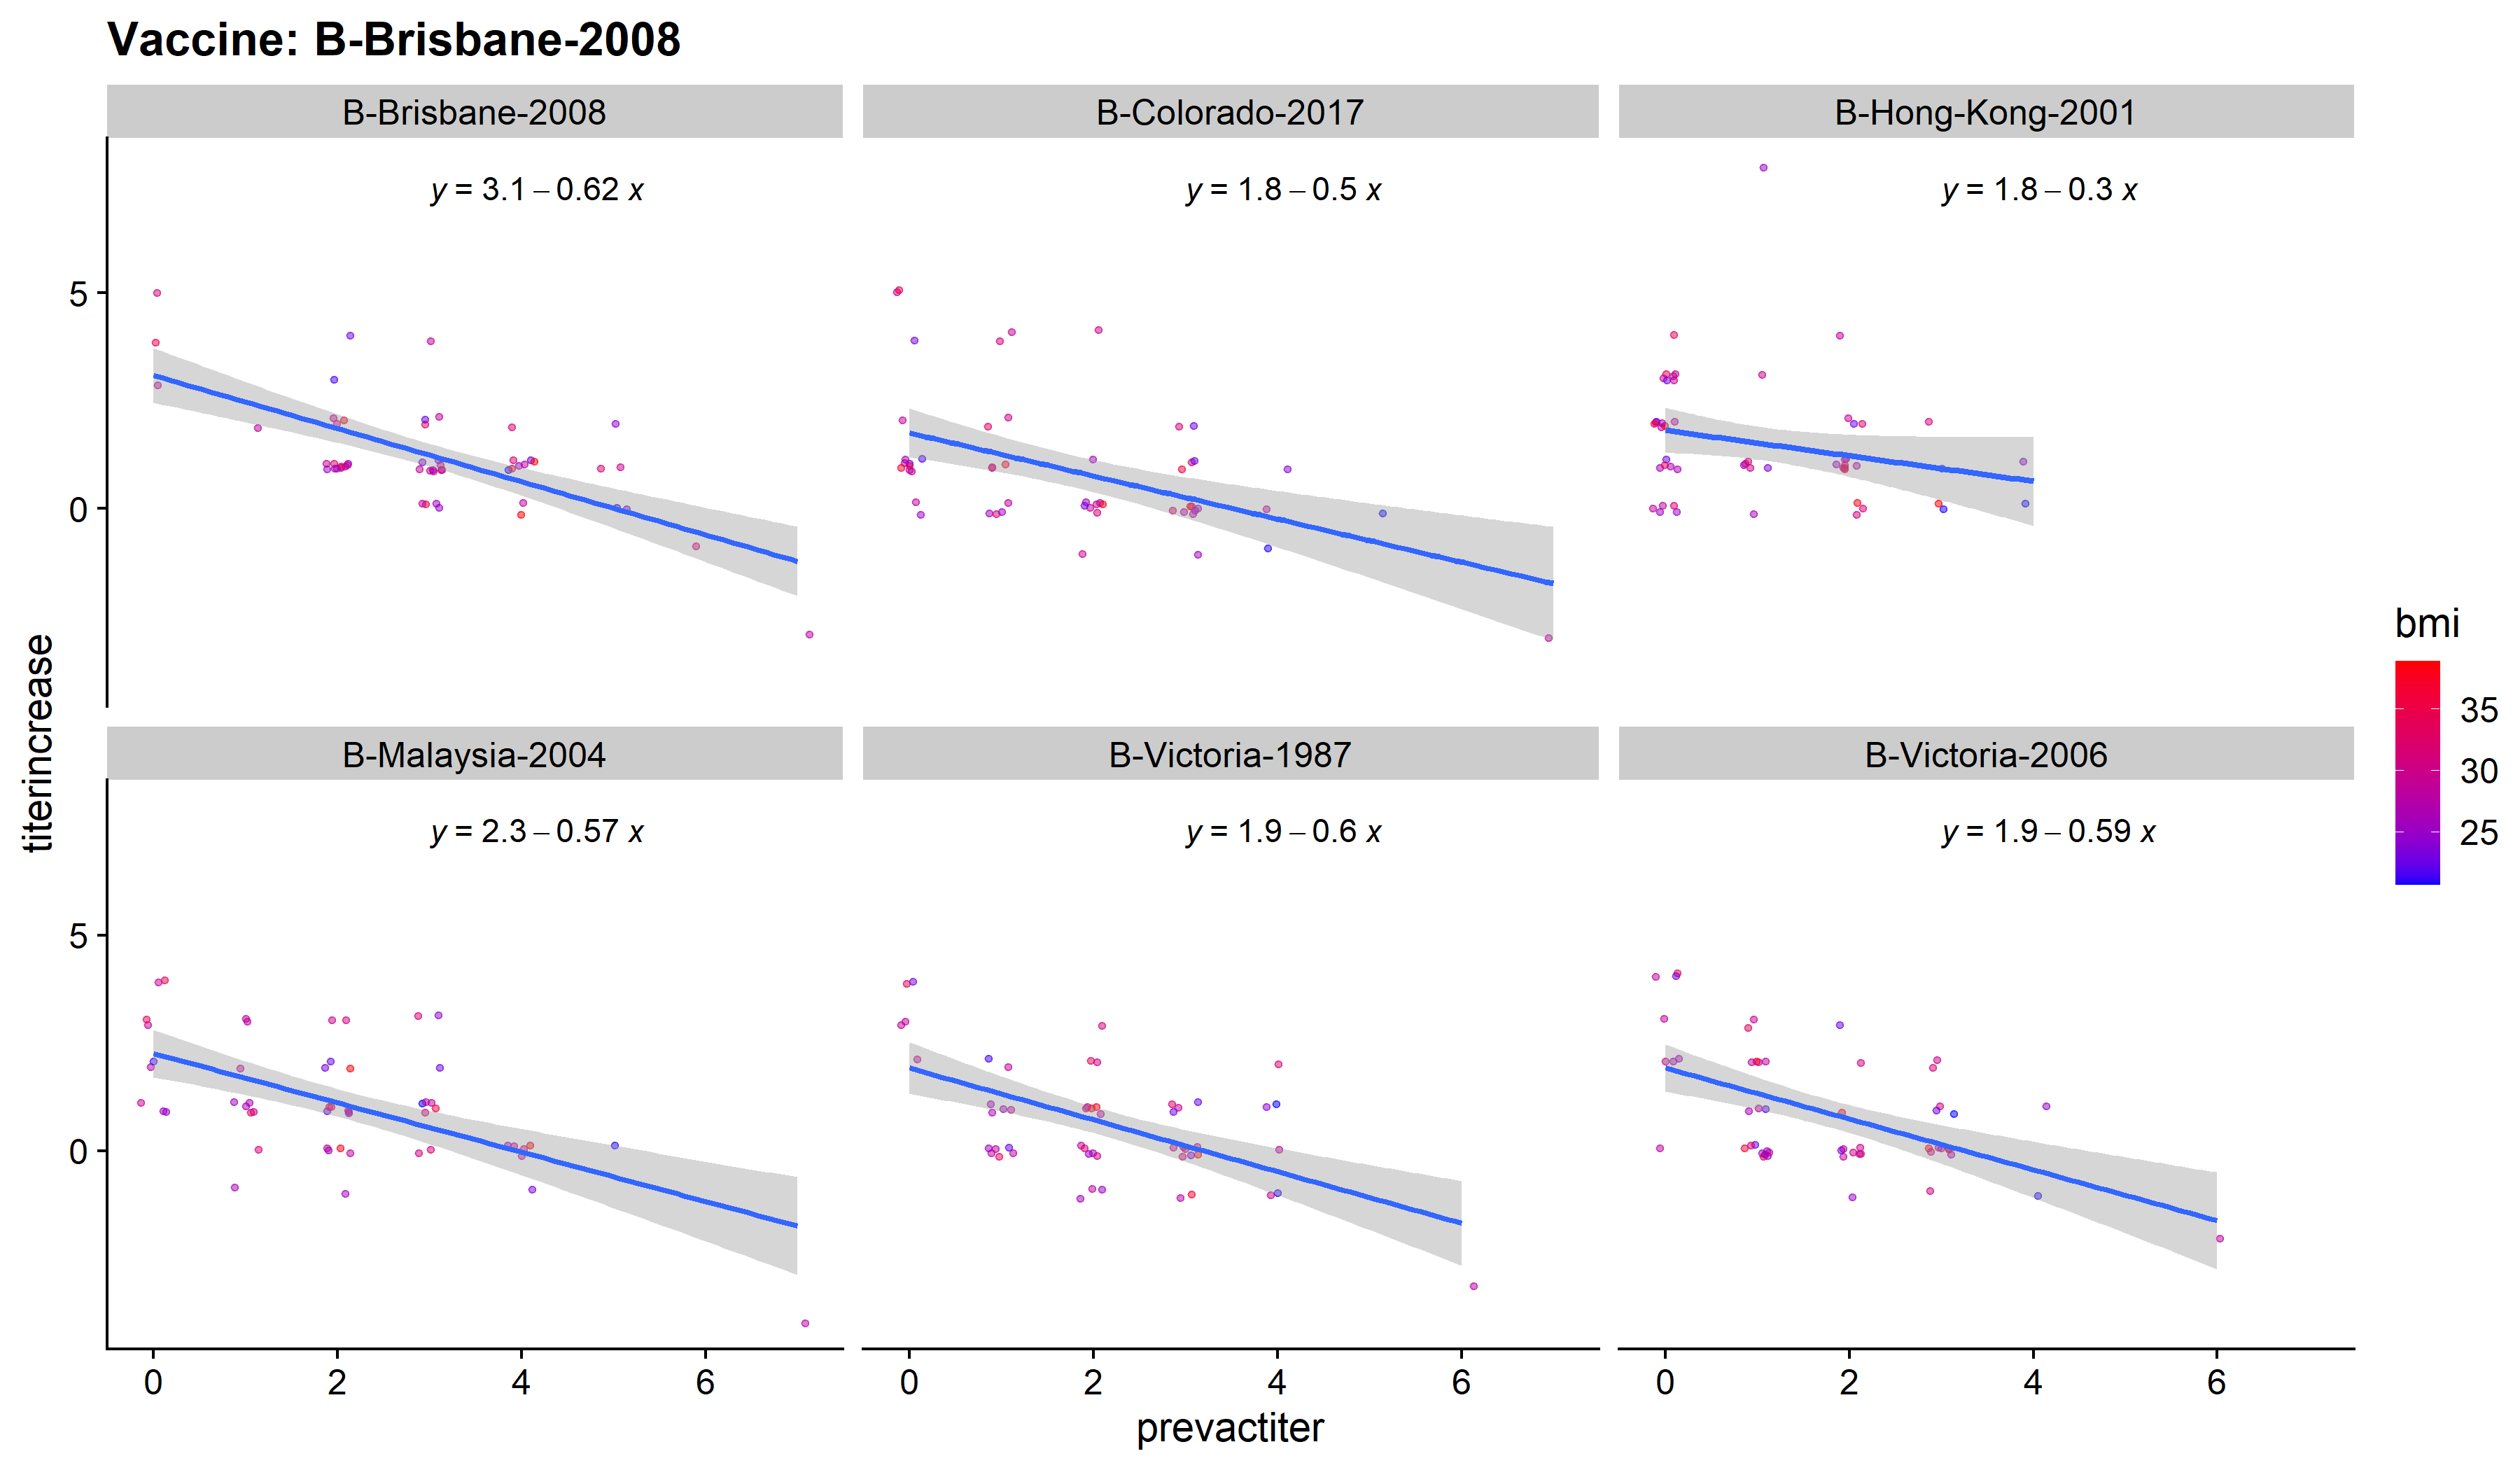 Vaccine: B-Brisbane-2008
B-Brisbane-2008
B-Colorado-2017
B-Hong-Kong-2001
y = 3.1 – 0.62 x
y = 1.8 – 0.5 x
y = 1.8 – 0.3 x
5
0
B-Malaysia-2004
B-Victoria-1987
B-Victoria-2006
y = 2.3 – 0.57 x
y = 1.9 – 0.6 x
y = 1.9 – 0.59 x
5
0
0 2 4 6
0 2 4 6
0 2 4 6
prevactiter
titerincrease
bmi
35
30
25